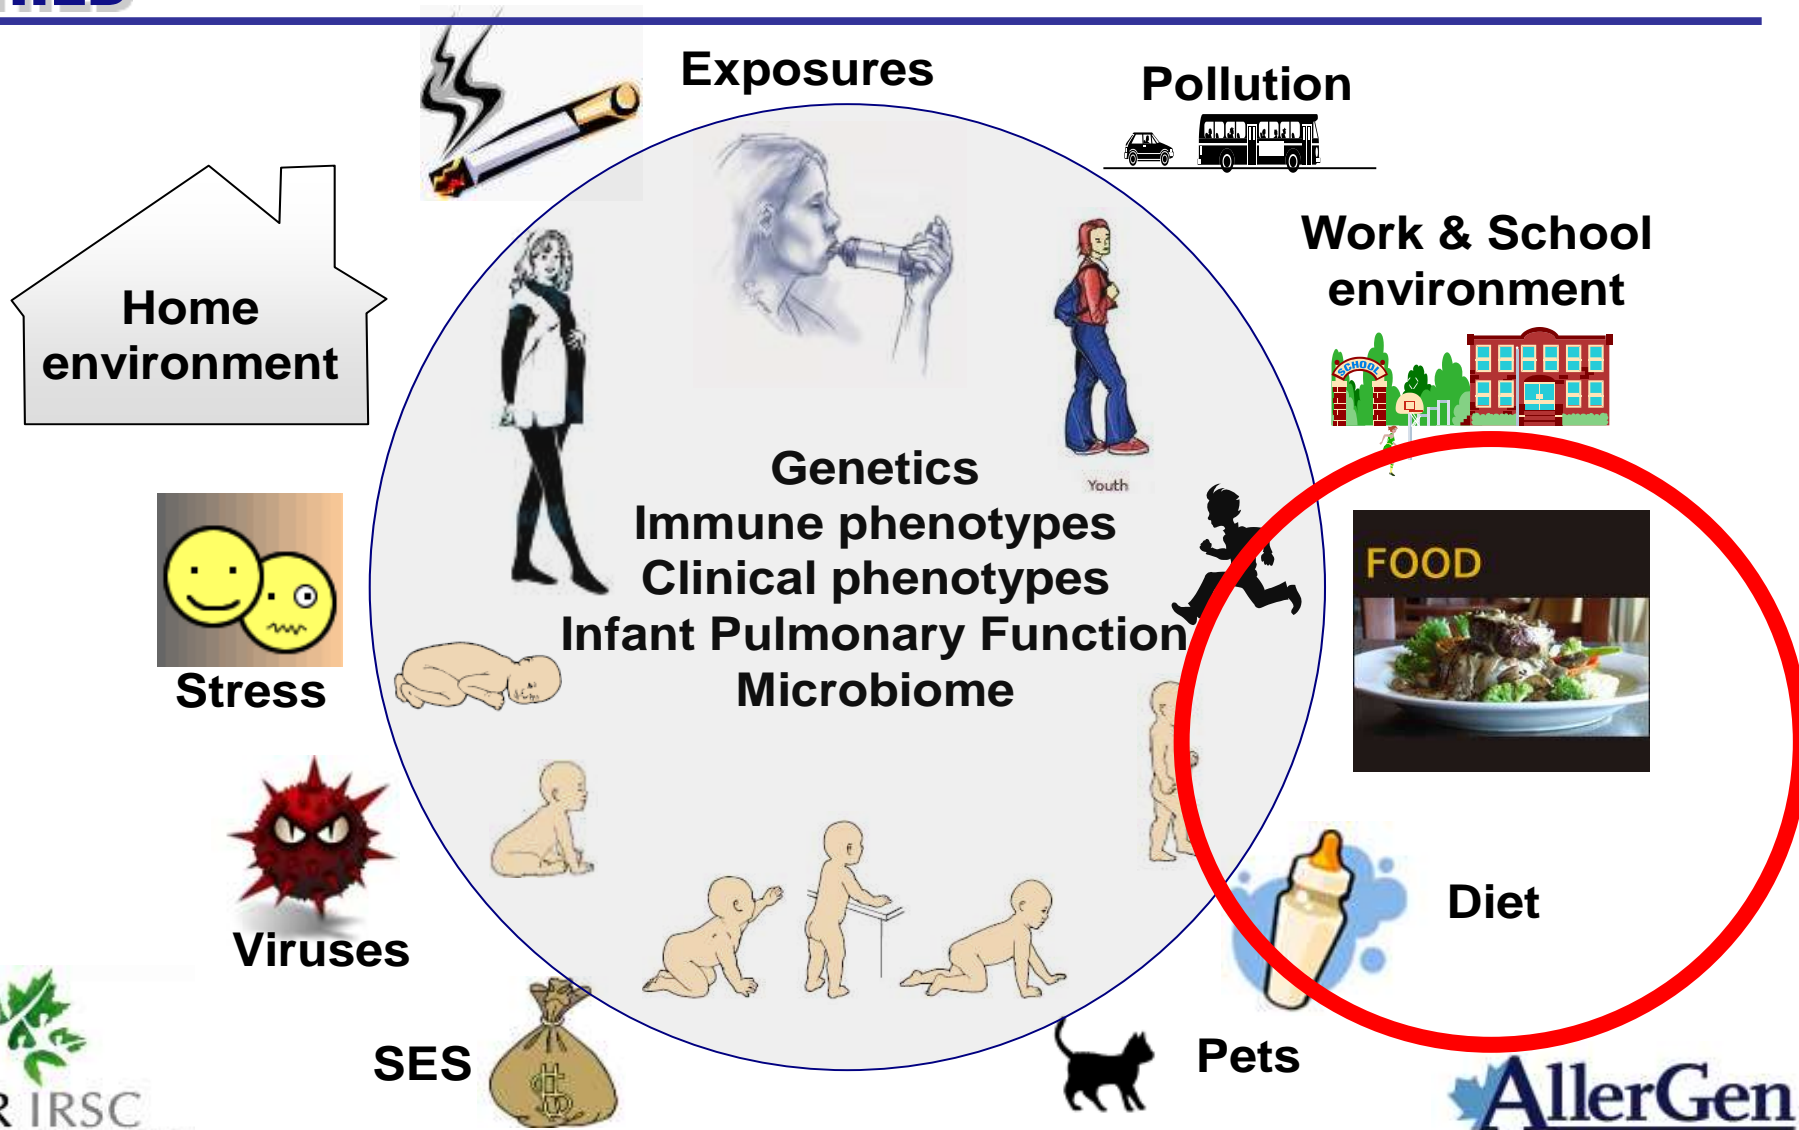 Exposures
Pollution
Work & School
environment
Home
environment
SCHOOL
Genetics
Immune phenotypes
Clinical phenotypes
Infant Pulmonary Function
Microbiome
Youth
FOOD
Stress
Diet
Viruses
SES
$
Pets
R IRSC
AllerGen